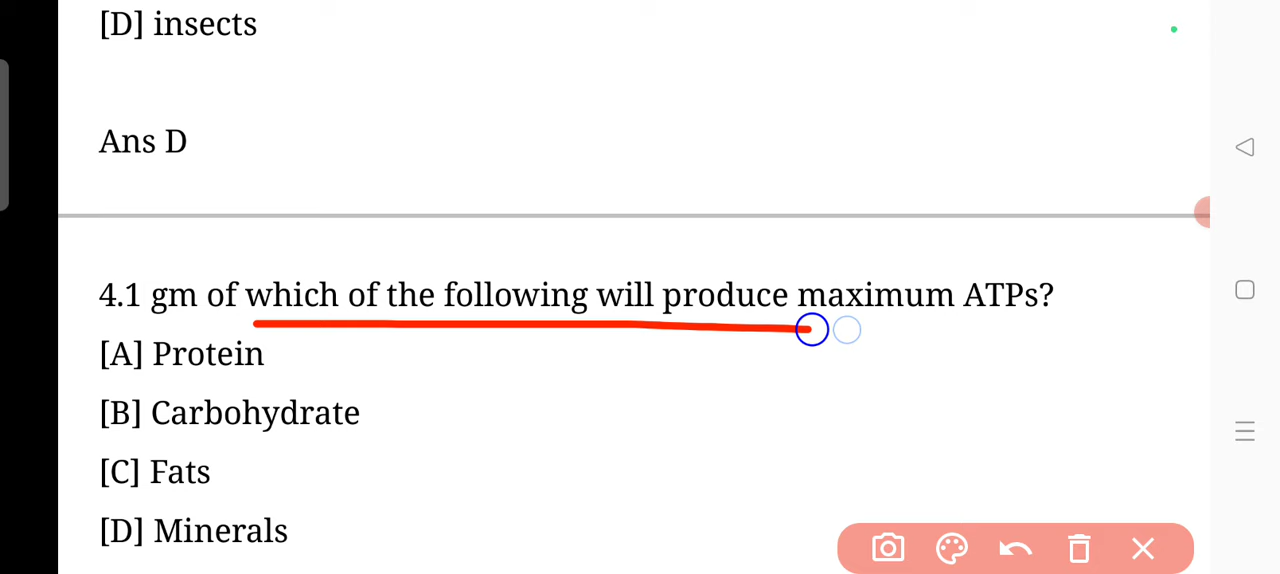 [D] insects
Ans D
4.1 gm of which of the following will produce maximum ATPs?
[A] Protein
[B] Carbohydrate
[C] Fats
[D] Minerals